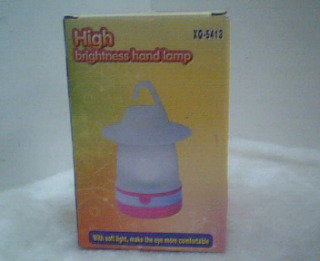 High
XG-5413
brightness hand lamp
With soft light, make the eye more comfortable